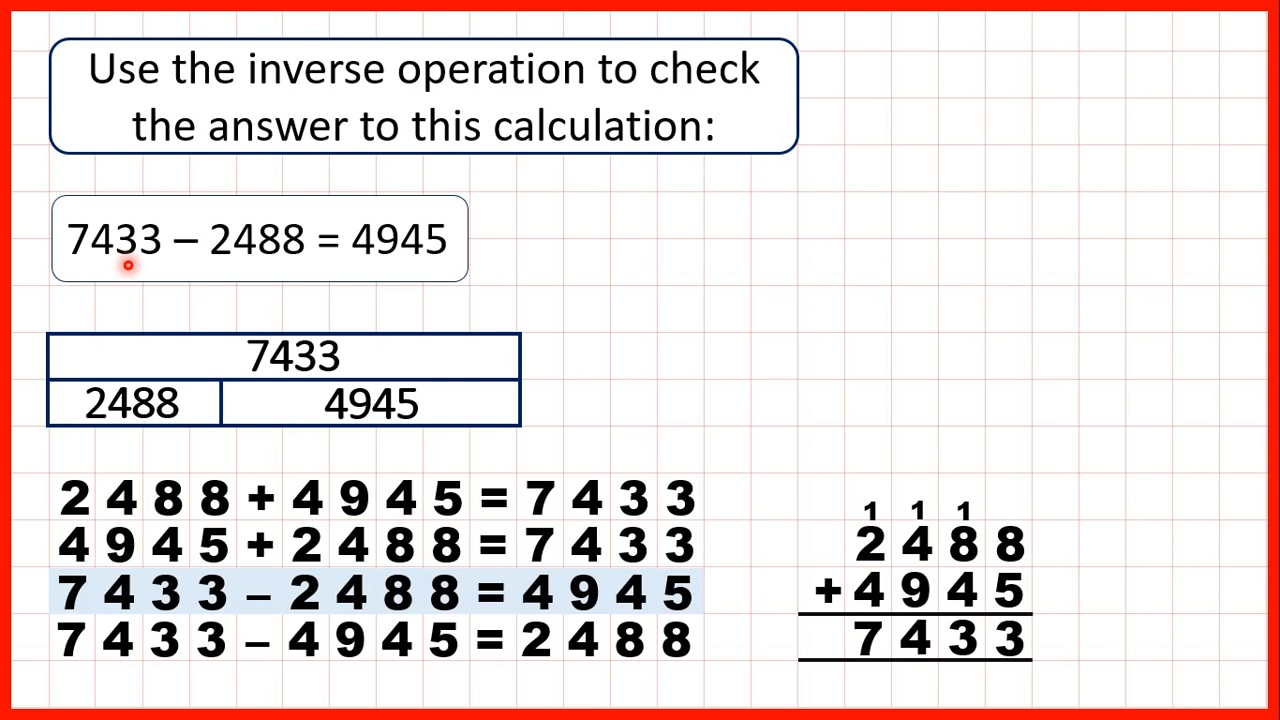 Use the inverse operation to check
the answer to this calculation:
7433 – 2488 = 4945
7433
2488 4945
2 4 8 8 + 4 9 4 5 = 7 4 3 3
4 9 4 5 + 2 4 8 8 = 7 4 3 3
7 4 3 3 – 2 4 8 8 = 4 9 4 5
7 4 3 3 – 4 9 4 5 = 2 4 8 8
1 1 1
2 4 8 8
+ 4 9 4 5
7 4 3 3